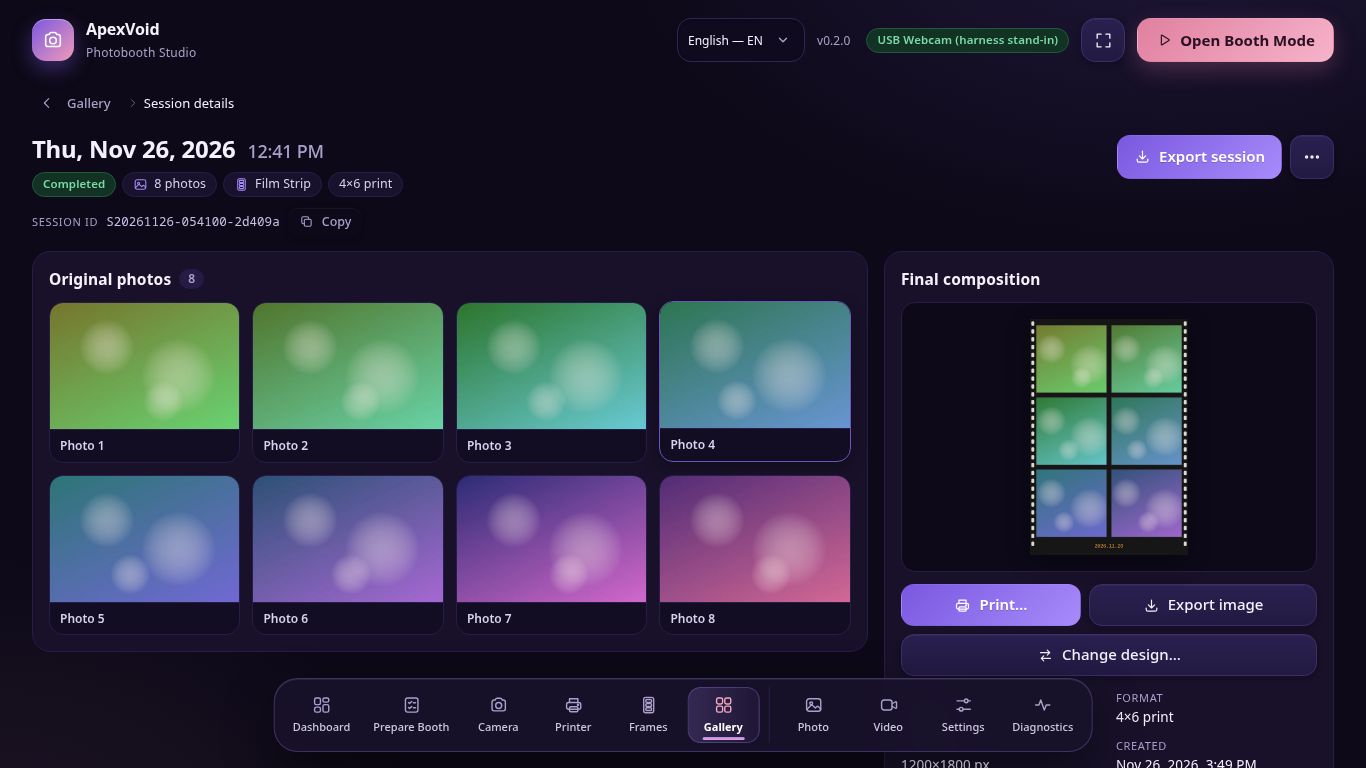 ApexVoid
Photobooth Studio
English — EN
v0.2.0
USB Webcam (harness stand-in)
Open Booth Mode
Gallery
Session details
Thu, Nov 26, 2026 12:41 PM
Export session
Completed
8 photos
Film Strip
4×6 print
SESSION ID S20261126-054100-2d409a Copy
Original photos 8
Photo 1
Photo 2
Photo 3
Photo 4
Photo 5
Photo 6
Photo 7
Photo 8
Final composition
Print...
Export image
Change design...
FORMAT
4×6 print
CREATED
1200×1800 px
Nov 26, 2026, 3:49 PM
Dashboard
Prepare Booth
Camera
Printer
Frames
Gallery
Photo
Video
Settings
Diagnostics